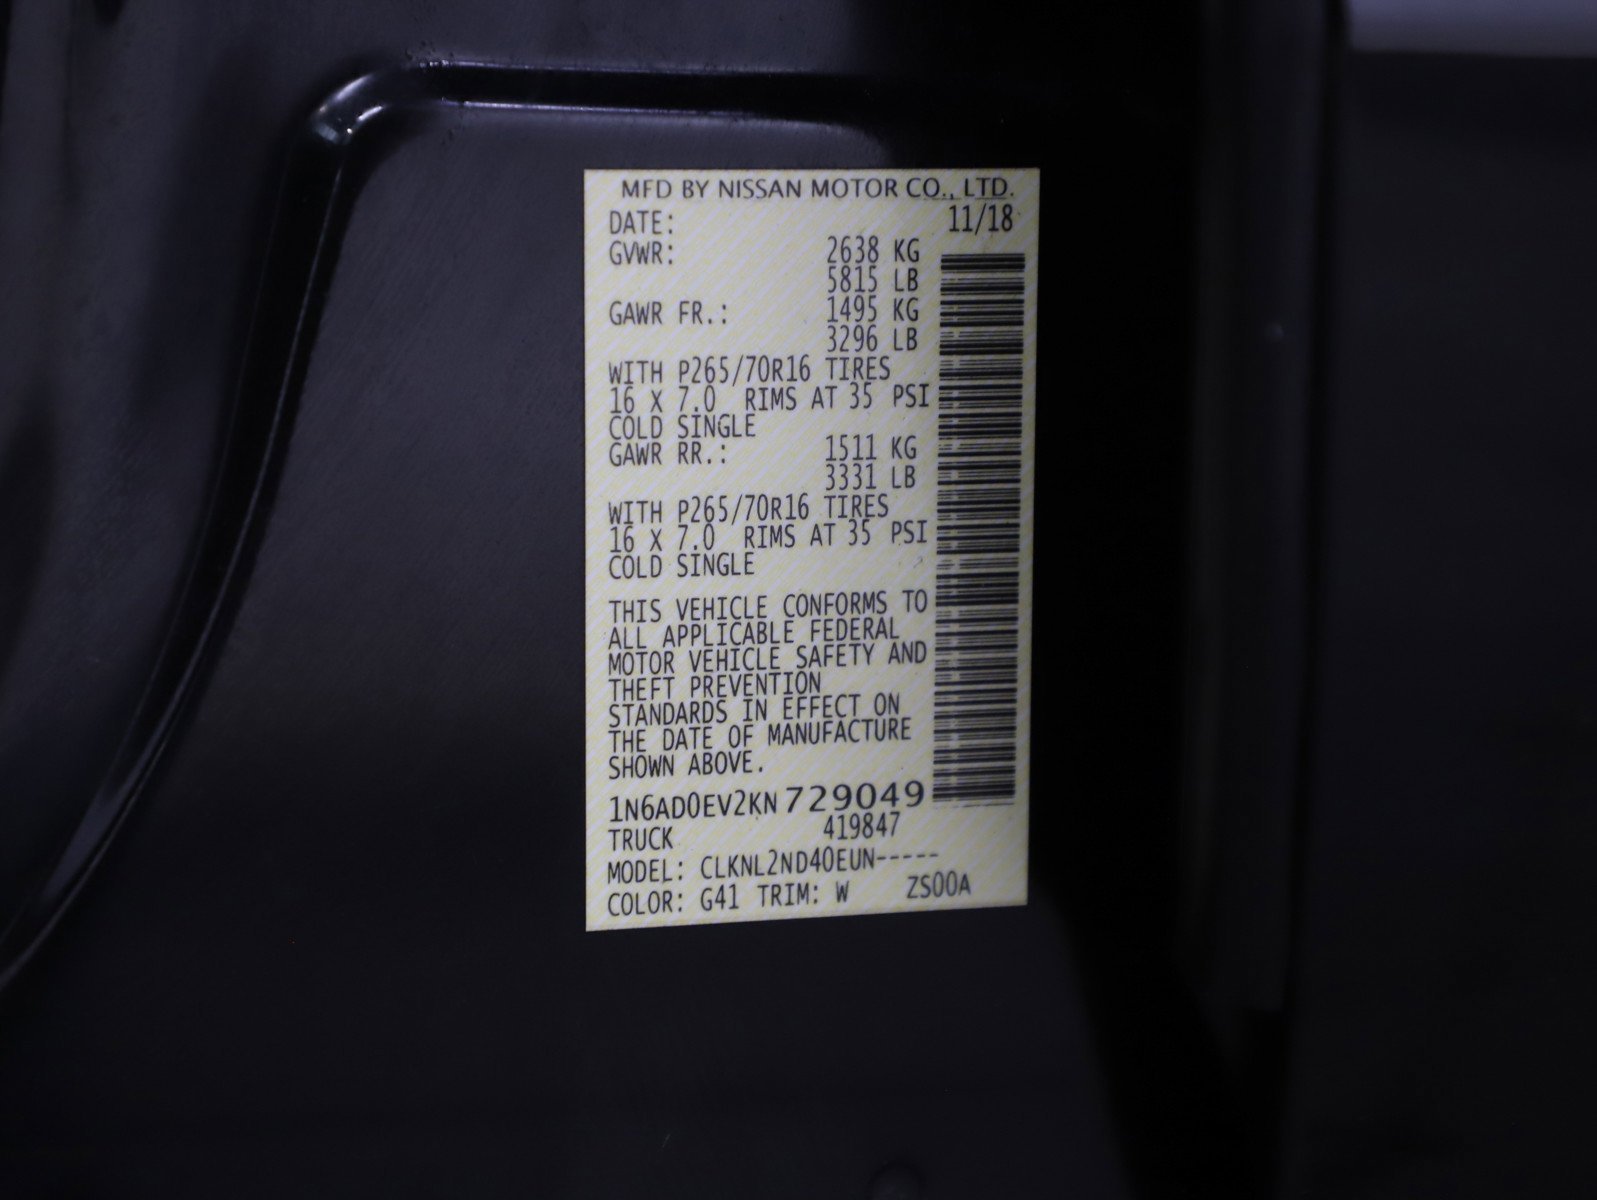 MFD BY NISSAN MOTOR CO., LTD.
DATE: 11/18
GVWR: 2638 KG
5815 LB
GAWR FR.: 1495 KG
3296 LB
WITH P265/70R16 TIRES
16 X 7.0 RIMS AT 35 PSI
COLD SINGLE
GAWR RR.: 1511 KG
3331 LB
WITH P265/70R16 TIRES
16 X 7.0 RIMS AT 35 PSI
COLD SINGLE
THIS VEHICLE CONFORMS TO
ALL APPLICABLE FEDERAL
MOTOR VEHICLE SAFETY AND
THEFT PREVENTION
STANDARDS IN EFFECT ON
THE DATE OF MANUFACTURE
SHOWN ABOVE.
1N6AD0EV2KN729049
TRUCK 419847
MODEL: CLKNL2ND40EUN-----
COLOR: G41 TRIM: W ZS00A